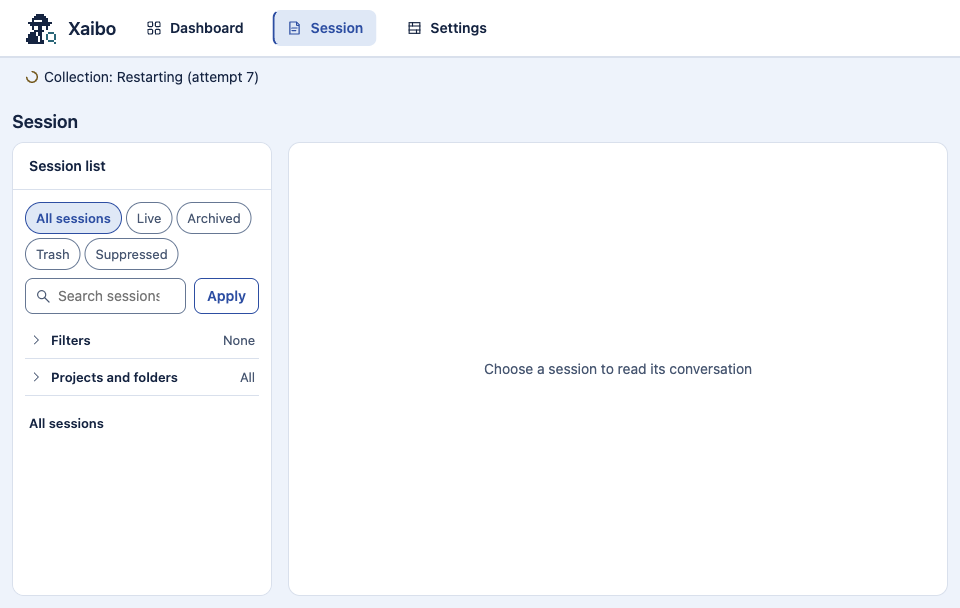 Xaibo
Dashboard
Session
Settings
Collection: Restarting (attempt 7)
Session
Session list
All sessions
Live
Archived
Trash
Suppressed
Search sessions
Apply
Filters
None
Projects and folders
All
All sessions
Choose a session to read its conversation